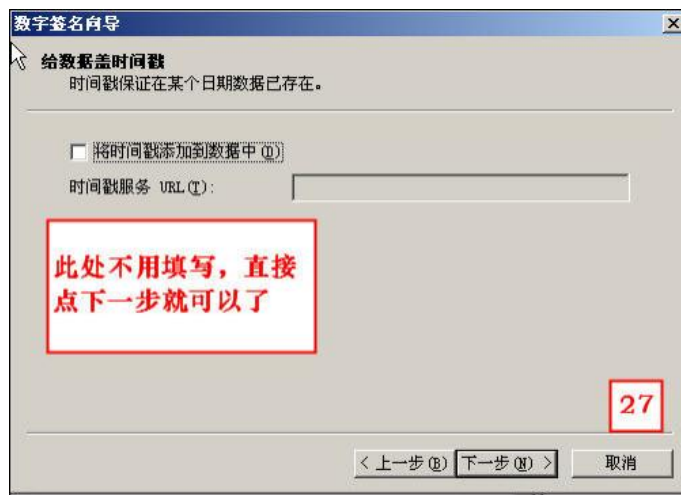 数字签名向导
给数据盖时间戳
时间戳保证在某个日期数据已存在。
将时间戳添加到数据中(D)
时间戳服务 URL(T):
此处不用填写，直接
点下一步就可以了
27
< 上一步(B) 下一步(N) > 取消